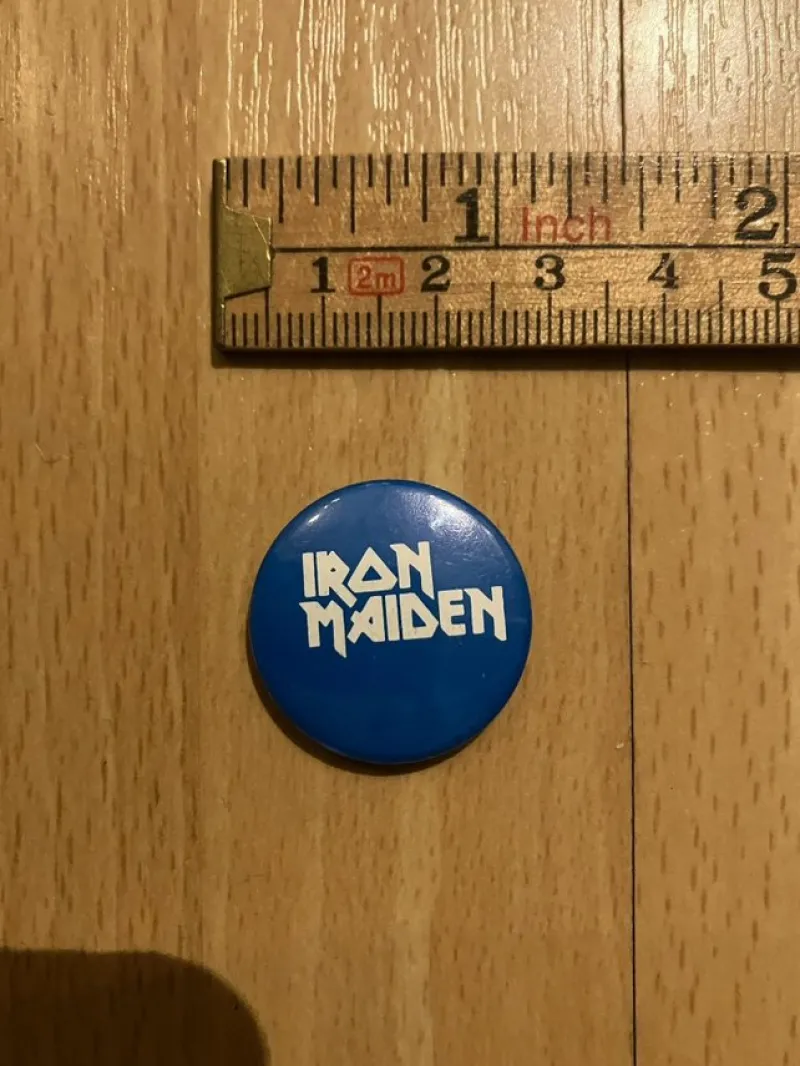 1 Inch 2
1 2m 2 3 4 5
IRON
MAIDEN